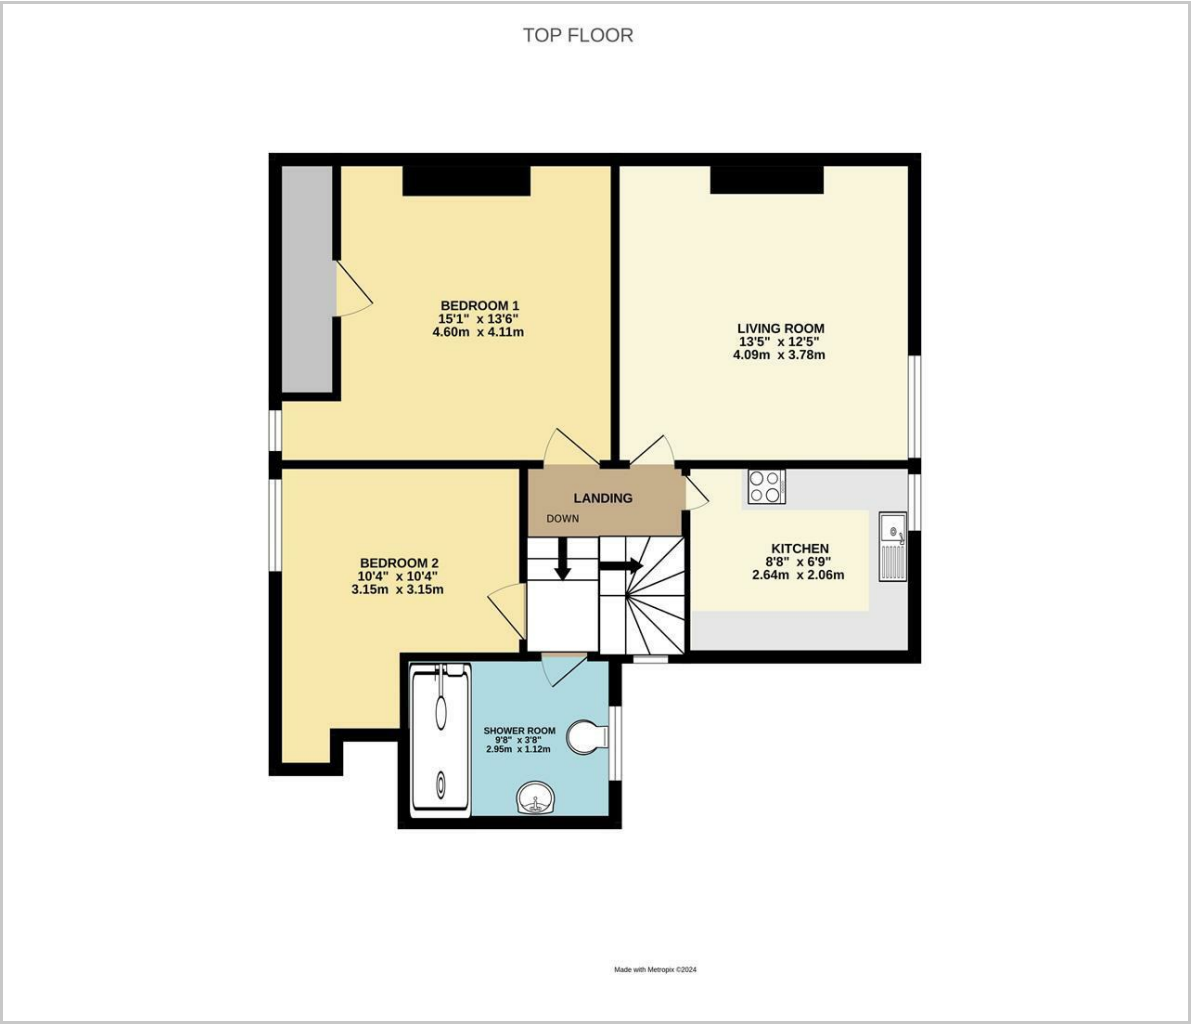 TOP FLOOR
BEDROOM 1
15'1" x 13'6"
4.60m x 4.11m
LIVING ROOM
13'5" x 12'5"
4.09m x 3.78m
LANDING
DOWN
KITCHEN
8'8" x 6'9"
2.64m x 2.06m
BEDROOM 2
10'4" x 10'4"
3.15m x 3.15m
SHOWER ROOM
9'8" x 3'8"
2.95m x 1.12m
Made with Metropix ©2024